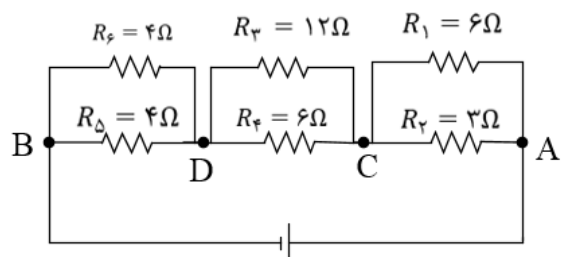 R₆ = ۴Ω R₃ = ۱۲Ω R₁ = ۶Ω
R₅ = ۴Ω R₄ = ۶Ω R₂ = ۳Ω
B D C A